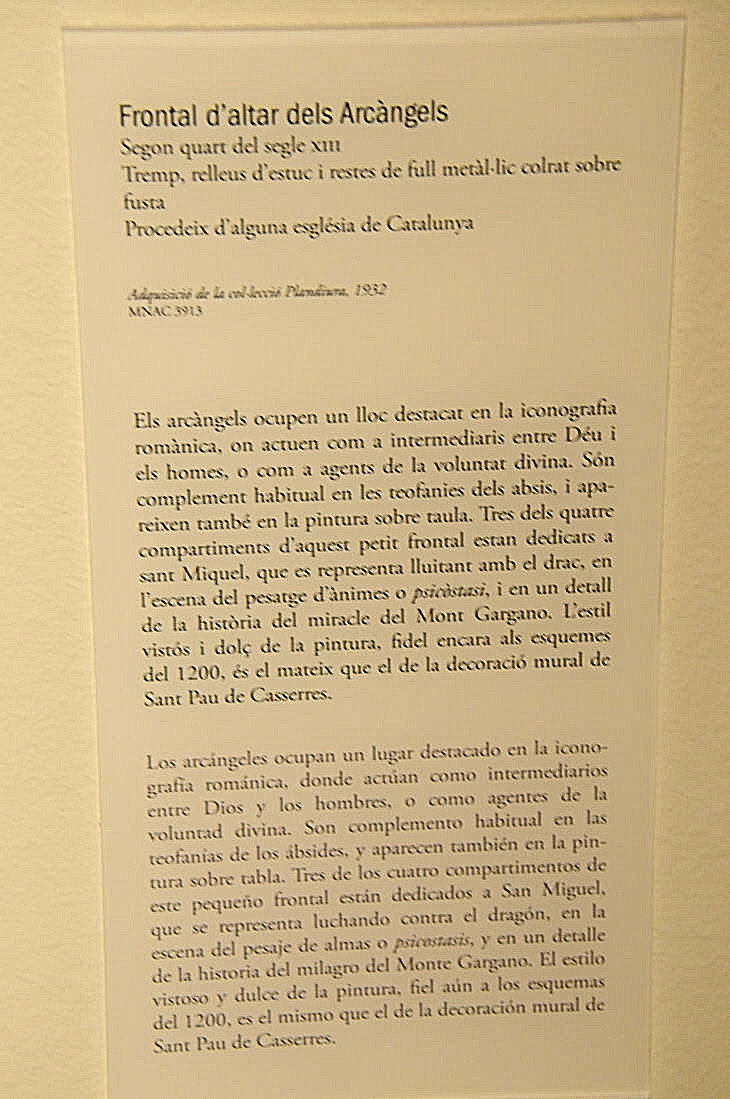 Frontal d'altar dels Arcàngels
Segon quart del segle XIII
Tremp, relleus d'estuc i restes de full metàl·lic colrat sobre
fusta
Procedeix d'alguna església de Catalunya
Adquisició de la col·lecció Plandiura, 1932
MNAC 3913
Els arcàngels ocupen un lloc destacat en la iconografia
romànica, on actuen com a intermediaris entre Déu i
els homes, o com a agents de la voluntat divina. Són
complement habitual en les teofanies dels absis, i apa-
reixen també en la pintura sobre taula. Tres dels quatre
compartiments d'aquest petit frontal estan dedicats a
sant Miquel, que es representa lluitant amb el drac, en
l'escena del pesatge d'ànimes o psicòstasi, i en un detall
de la història del miracle del Mont Gargano. L'estil
vistós i dolç de la pintura, fidel encara als esquemes
del 1200, és el mateix que el de la decoració mural de
Sant Pau de Casserres.
Los arcángeles ocupan un lugar destacado en la icono-
grafía románica, donde actúan como intermediarios
entre Dios y los hombres, o como agentes de la
voluntad divina. Son complemento habitual en las
teofanías de los ábsides, y aparecen también en la pin-
tura sobre tabla. Tres de los cuatro compartimentos de
este pequeño frontal están dedicados a San Miguel,
que se representa luchando contra el dragón, en la
escena del pesaje de almas o psicostasis, y en un detalle
de la historia del milagro del Monte Gargano. El estilo
vistoso y dulce de la pintura, fiel aún a los esquemas
del 1200, es el mismo que el de la decoración mural de
Sant Pau de Casserres.